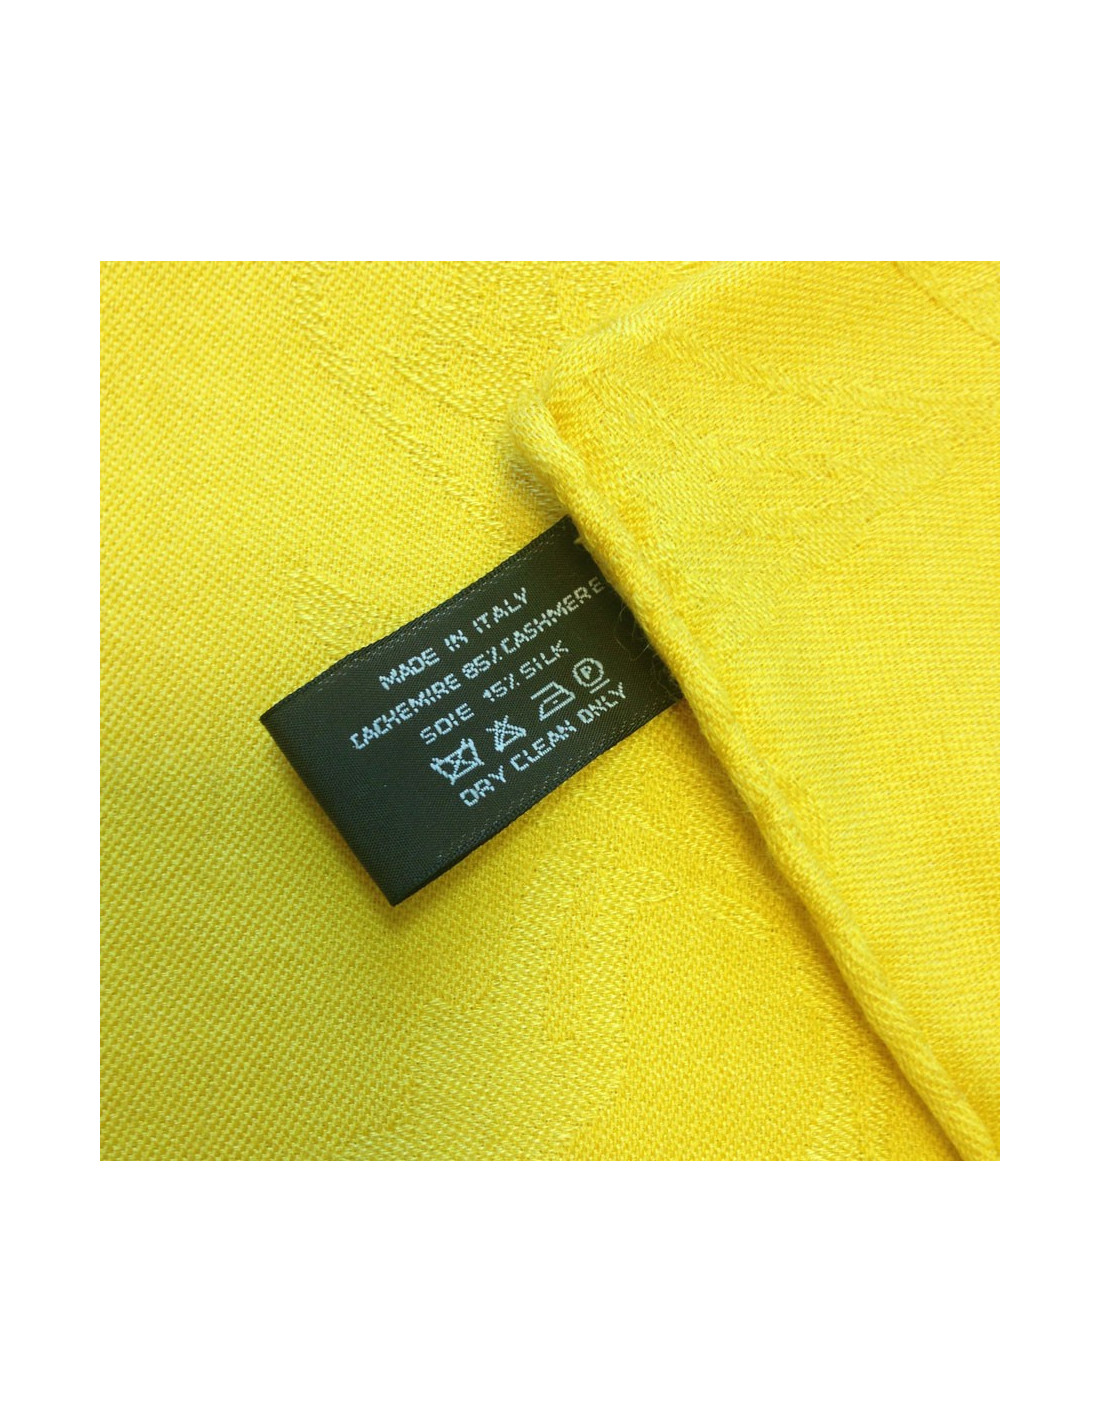 MADE IN ITALY
CACHEMIRE 85% CASHMERE
SOIE 15% SILK
P
DRY CLEAN ONLY